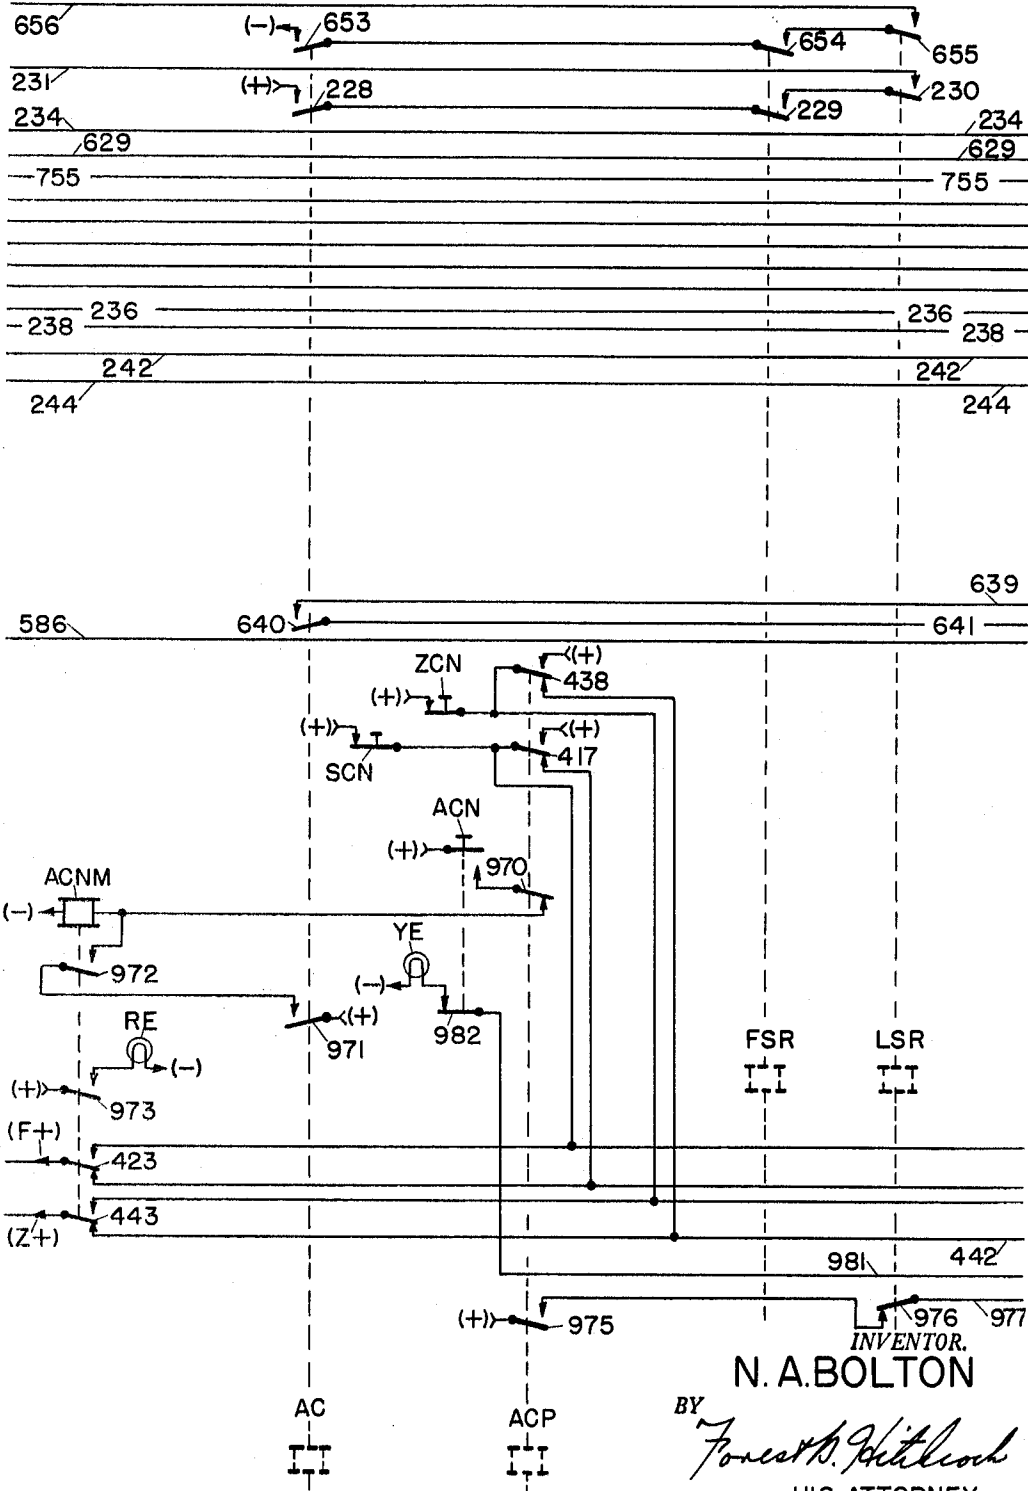 656 (−) 653 654 655
231 (+) 228 229 230
234 234
629 629
755 755
236 236
238 238
242 242
244 244
639
586 640 641
ZCN (+) 438
(+)
(+) (+)
SCN 417
ACN
(+) 970
ACNM
(−) YE
972 (−)
RE (+)
971 982 FSR LSR
(−)
(+) 973
(F+)
423
443
(Z+) 442
981
(+) 975 976 977
INVENTOR.
N. A. BOLTON
BY
AC ACP Forest B. Hitchcock
HIS ATTORNEY